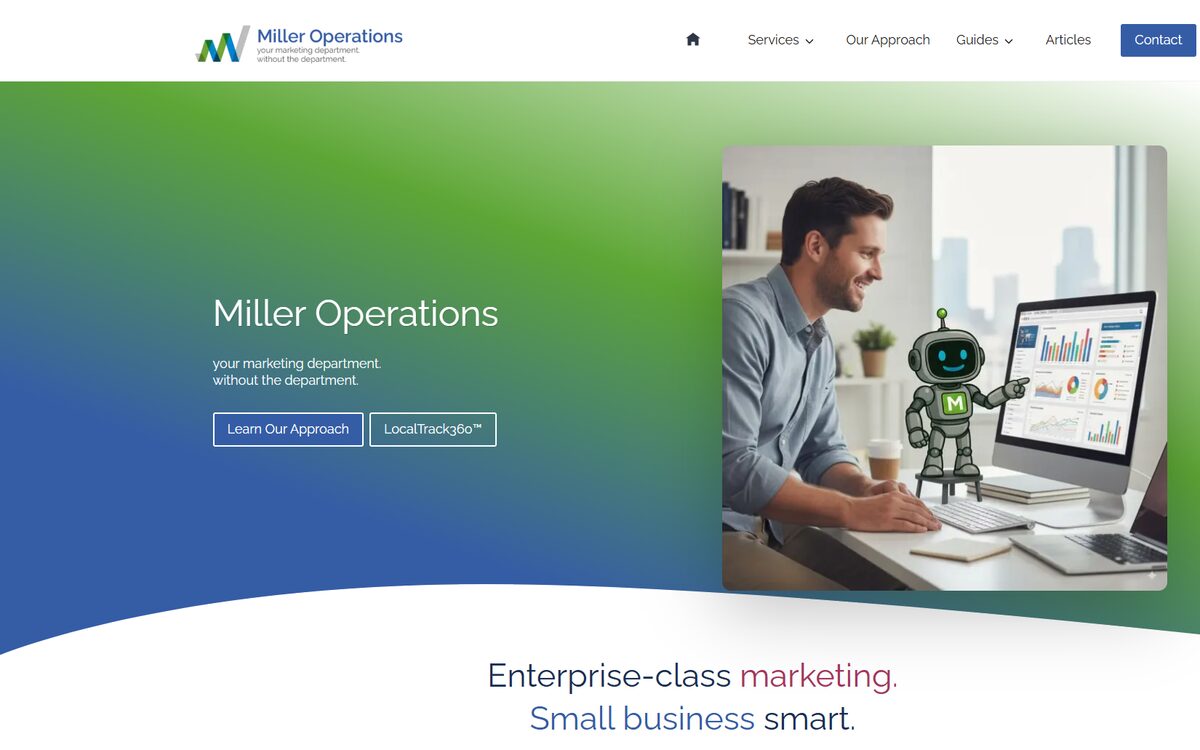 Miller Operations
your marketing department.
without the department.
Services
Our Approach
Guides
Articles
Contact
Miller Operations
your marketing department.
without the department.
Learn Our Approach
LocalTrack360™
M
Enterprise-class marketing.
Small business smart.